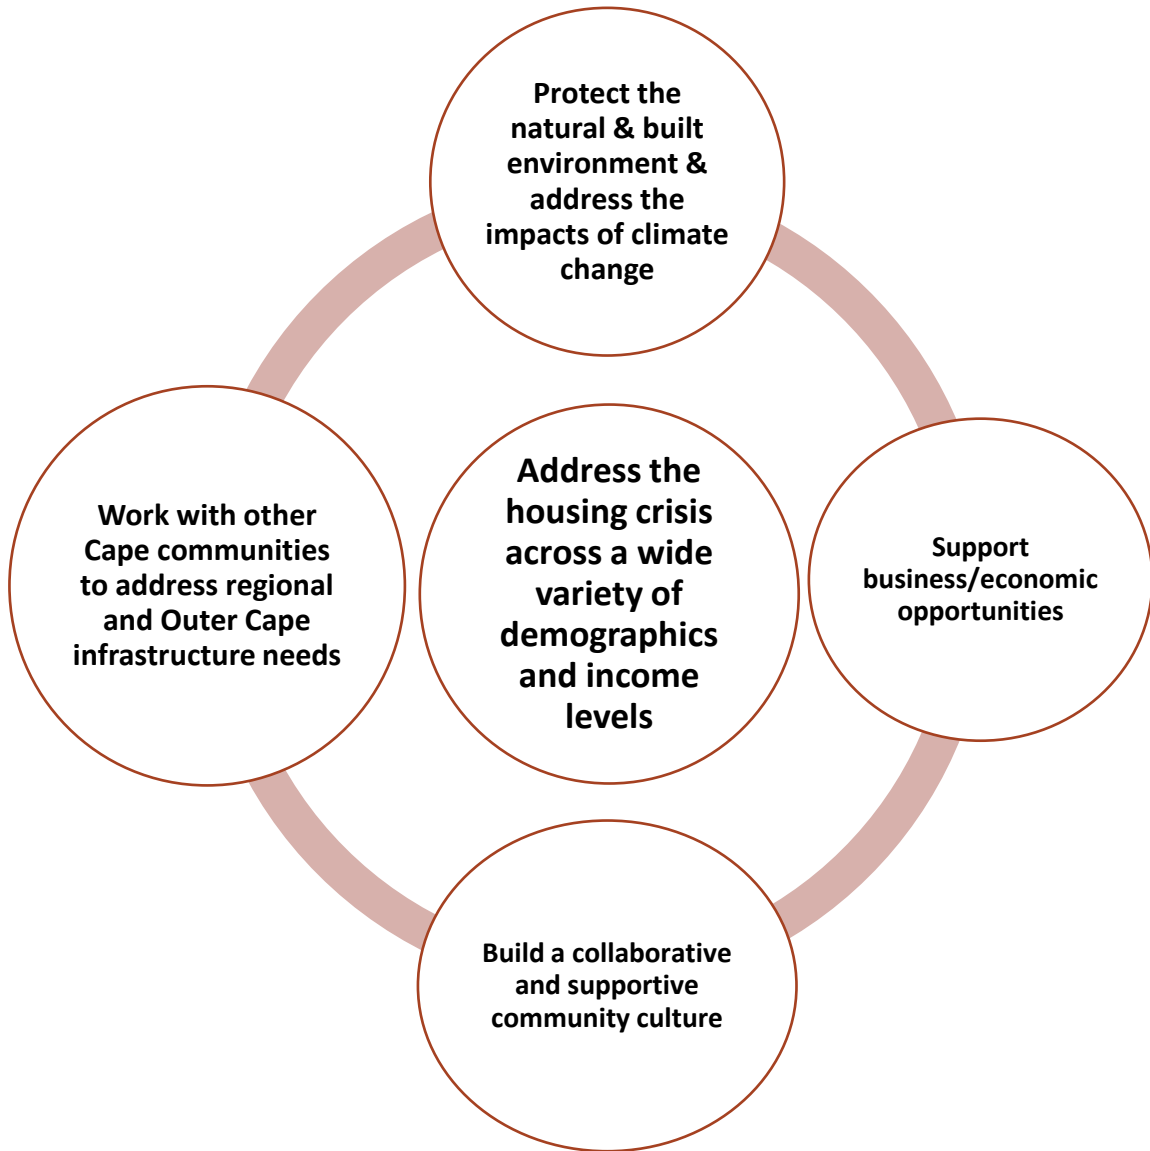 Protect the
natural & built
environment &
address the
impacts of climate
change
Work with other
Cape communities
to address regional
and Outer Cape
infrastructure needs
Address the
housing crisis
across a wide
variety of
demographics
and income
levels
Support
business/economic
opportunities
Build a collaborative
and supportive
community culture